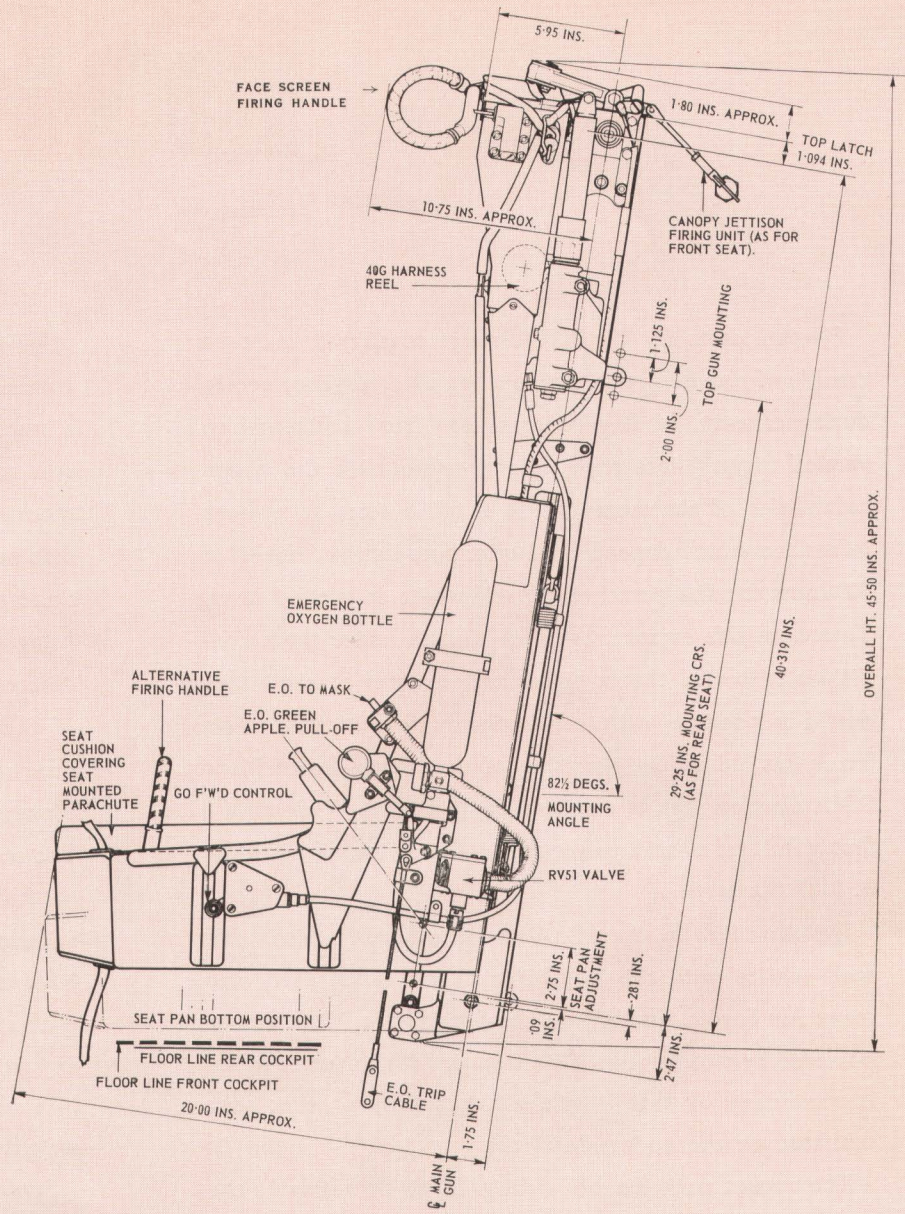 5·95 INS.
FACE SCREEN
FIRING HANDLE
1·80 INS. APPROX.
TOP LATCH
1·094 INS.
10·75 INS. APPROX.
CANOPY JETTISON
FIRING UNIT (AS FOR
FRONT SEAT).
40G HARNESS
REEL
1·125 INS.
TOP GUN MOUNTING
2·00 INS.
EMERGENCY
OXYGEN BOTTLE
OVERALL HT. 45·50 INS. APPROX.
40·319 INS.
29·25 INS. MOUNTING CRS.
(AS FOR REAR SEAT)
ALTERNATIVE
FIRING HANDLE
E.O. TO MASK
E.O. GREEN
APPLE. PULL-OFF
SEAT
CUSHION
COVERING
SEAT
MOUNTED
PARACHUTE
GO F'W'D CONTROL
82½ DEGS.
MOUNTING
ANGLE
RV51 VALVE
2·75 INS.
SEAT PAN
ADJUSTMENT
·281 INS.
·09
INS.
2·47 INS.
SEAT PAN BOTTOM POSITION
FLOOR LINE REAR COCKPIT
FLOOR LINE FRONT COCKPIT
E.O. TRIP
CABLE
20·00 INS. APPROX.
1·75 INS.
℄ MAIN
GUN